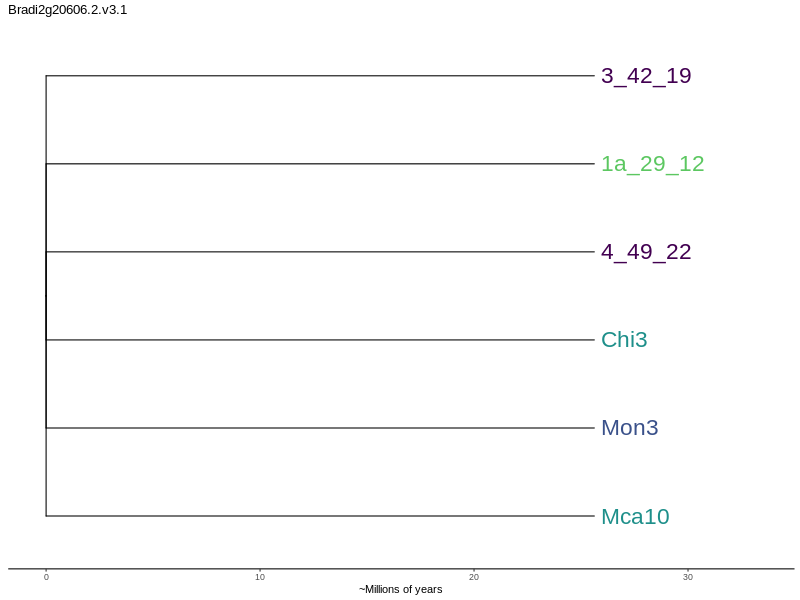 Bradi2g20606.2.v3.1
3_42_19
1a_29_12
4_49_22
Chi3
Mon3
Mca10
0 10 20 30
~Millions of years